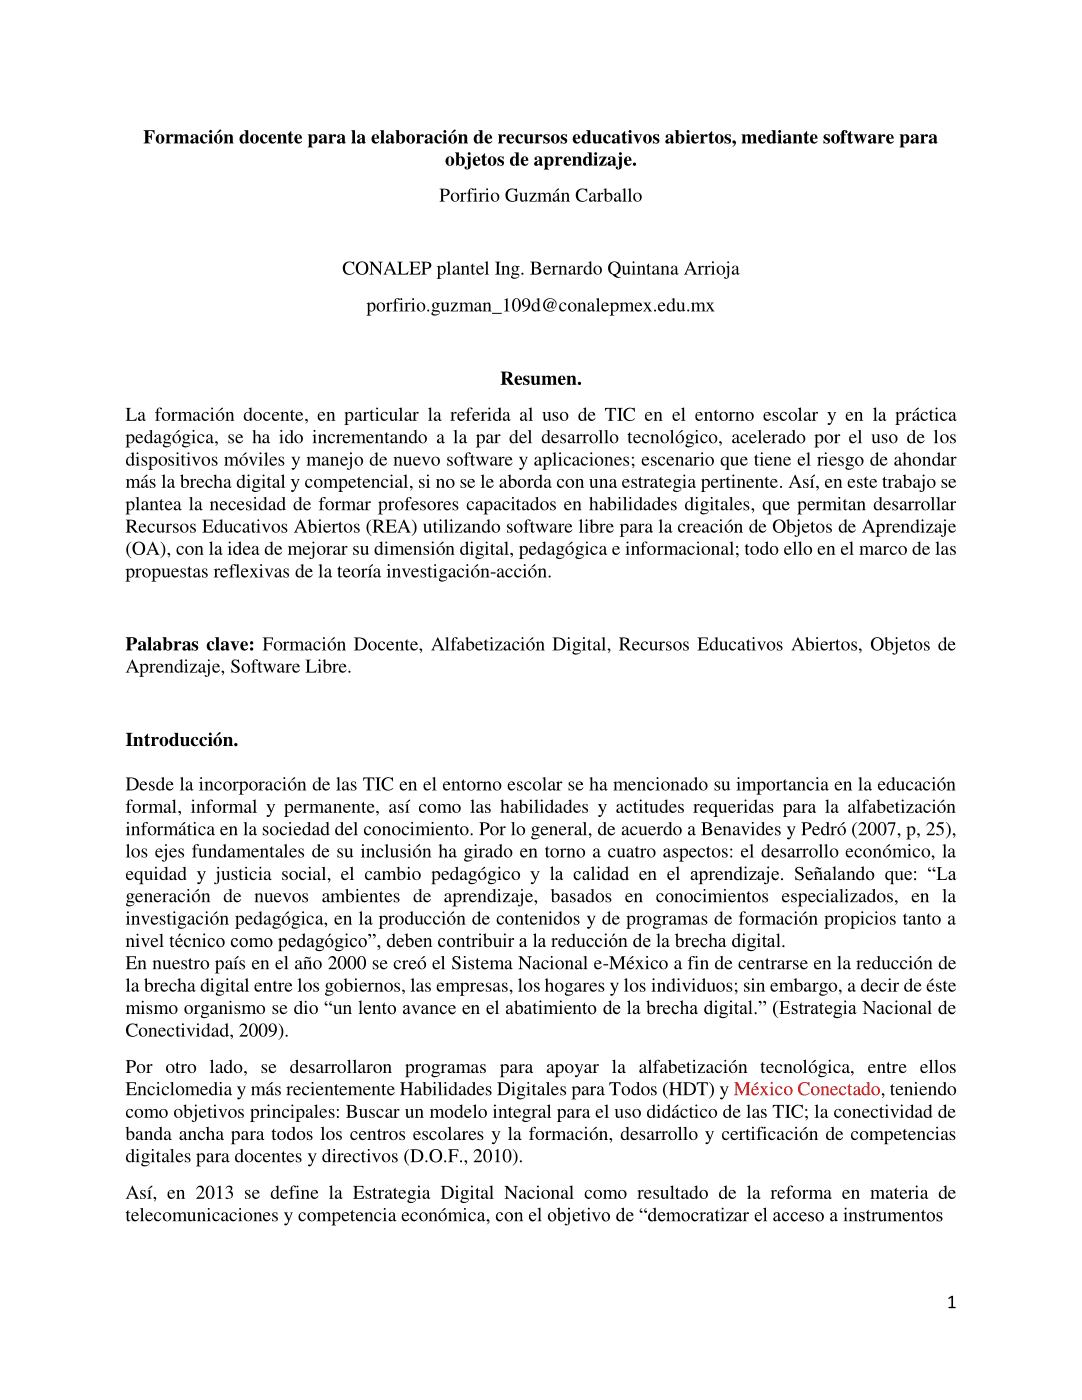 Formación docente para la elaboración de recursos educativos abiertos, mediante software para
objetos de aprendizaje.
Porfirio Guzmán Carballo
CONALEP plantel Ing. Bernardo Quintana Arrioja
porfirio.guzman_109d@conalepmex.edu.mx
Resumen.
La formación docente, en particular la referida al uso de TIC en el entorno escolar y en la práctica
pedagógica, se ha ido incrementando a la par del desarrollo tecnológico, acelerado por el uso de los
dispositivos móviles y manejo de nuevo software y aplicaciones; escenario que tiene el riesgo de ahondar
más la brecha digital y competencial, si no se le aborda con una estrategia pertinente. Así, en este trabajo se
plantea la necesidad de formar profesores capacitados en habilidades digitales, que permitan desarrollar
Recursos Educativos Abiertos (REA) utilizando software libre para la creación de Objetos de Aprendizaje
(OA), con la idea de mejorar su dimensión digital, pedagógica e informacional; todo ello en el marco de las
propuestas reflexivas de la teoría investigación-acción.
Palabras clave: Formación Docente, Alfabetización Digital, Recursos Educativos Abiertos, Objetos de
Aprendizaje, Software Libre.
Introducción.
Desde la incorporación de las TIC en el entorno escolar se ha mencionado su importancia en la educación
formal, informal y permanente, así como las habilidades y actitudes requeridas para la alfabetización
informática en la sociedad del conocimiento. Por lo general, de acuerdo a Benavides y Pedró (2007, p, 25),
los ejes fundamentales de su inclusión ha girado en torno a cuatro aspectos: el desarrollo económico, la
equidad y justicia social, el cambio pedagógico y la calidad en el aprendizaje. Señalando que: “La
generación de nuevos ambientes de aprendizaje, basados en conocimientos especializados, en la
investigación pedagógica, en la producción de contenidos y de programas de formación propicios tanto a
nivel técnico como pedagógico”, deben contribuir a la reducción de la brecha digital.
En nuestro país en el año 2000 se creó el Sistema Nacional e-México a fin de centrarse en la reducción de
la brecha digital entre los gobiernos, las empresas, los hogares y los individuos; sin embargo, a decir de éste
mismo organismo se dio “un lento avance en el abatimiento de la brecha digital.” (Estrategia Nacional de
Conectividad, 2009).
Por otro lado, se desarrollaron programas para apoyar la alfabetización tecnológica, entre ellos
Enciclomedia y más recientemente Habilidades Digitales para Todos (HDT) y México Conectado, teniendo
como objetivos principales: Buscar un modelo integral para el uso didáctico de las TIC; la conectividad de
banda ancha para todos los centros escolares y la formación, desarrollo y certificación de competencias
digitales para docentes y directivos (D.O.F., 2010).
Así, en 2013 se define la Estrategia Digital Nacional como resultado de la reforma en materia de
telecomunicaciones y competencia económica, con el objetivo de “democratizar el acceso a instrumentos
1